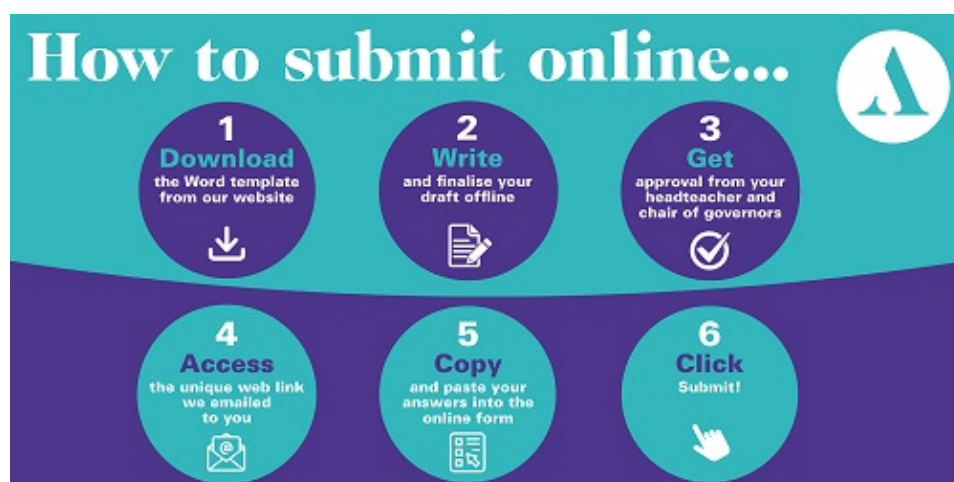 How to submit online...
1
Download
the Word template
from our website
2
Write
and finalise your
draft offline
3
Get
approval from your
headteacher and
chair of governors
4
Access
the unique web link
we emailed
to you
5
Copy
and paste your
answers into the
online form
6
Click
Submit!